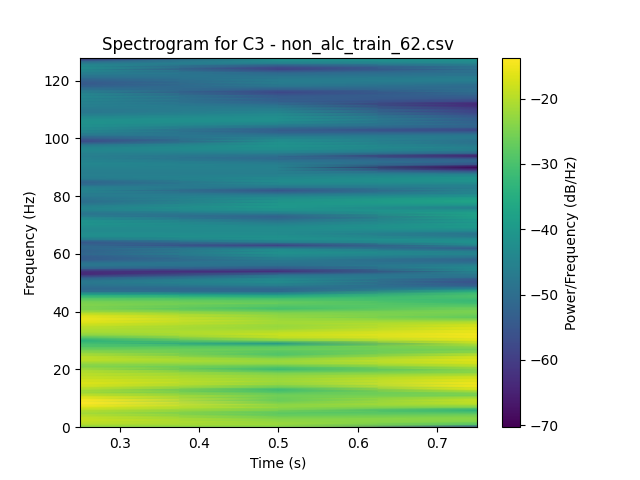 Spectrogram for C3 - non_alc_train_62.csv
120
100
80
60
40
20
0
Frequency (Hz)
0.3 0.4 0.5 0.6 0.7
Time (s)
−20
−30
−40
−50
−60
−70
Power/Frequency (dB/Hz)